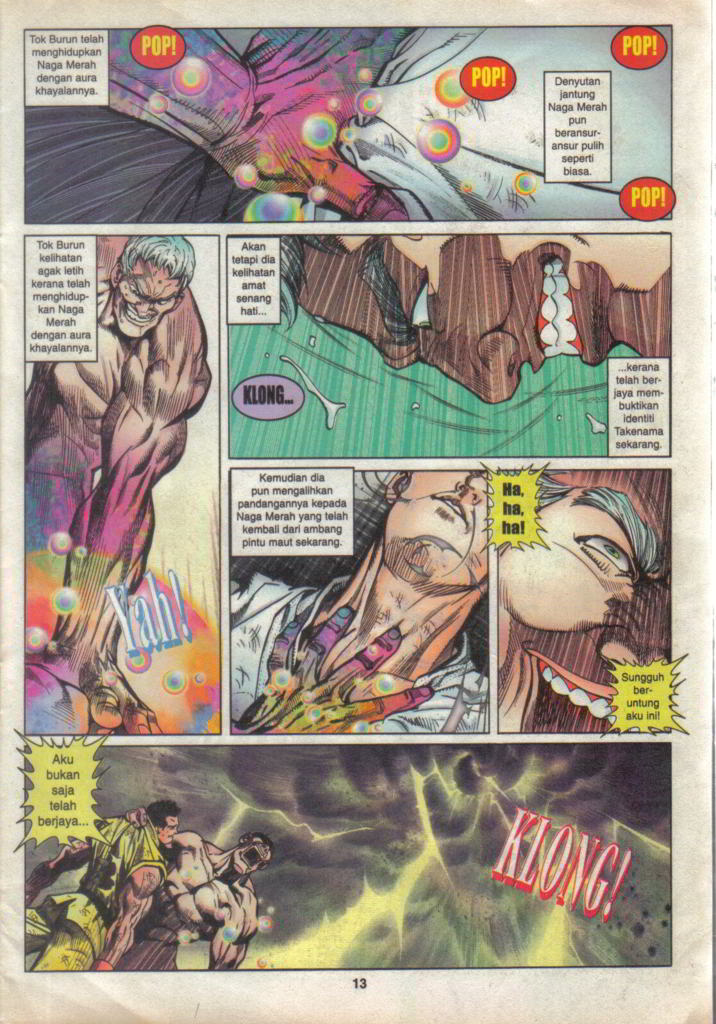 Tok Burun telah
menghidupkan
Naga Merah
dengan aura
khayalannya.
POP!
POP!
POP!
Denyutan
jantung
Naga Merah
pun
beransur-
ansur pulih
seperti
biasa.
POP!
Tok Burun
kelihatan
agak letih
kerana telah
menghidup-
kan Naga
Merah
dengan aura
khayalannya.
Yah!
Akan
tetapi dia
kelihatan
amat
senang
hati...
KLONG...
...kerana
telah ber-
jaya mem-
buktikan
identiti
Takenama
sekarang.
Kemudian dia
pun mengalihkan
pandangannya kepada
Naga Merah yang telah
kembali dari ambang
pintu maut sekarang.
Ha,
ha,
ha!
Sungguh
ber-
untung
aku ini!
Aku
bukan
saja
telah
berjaya...
KLONG!
13